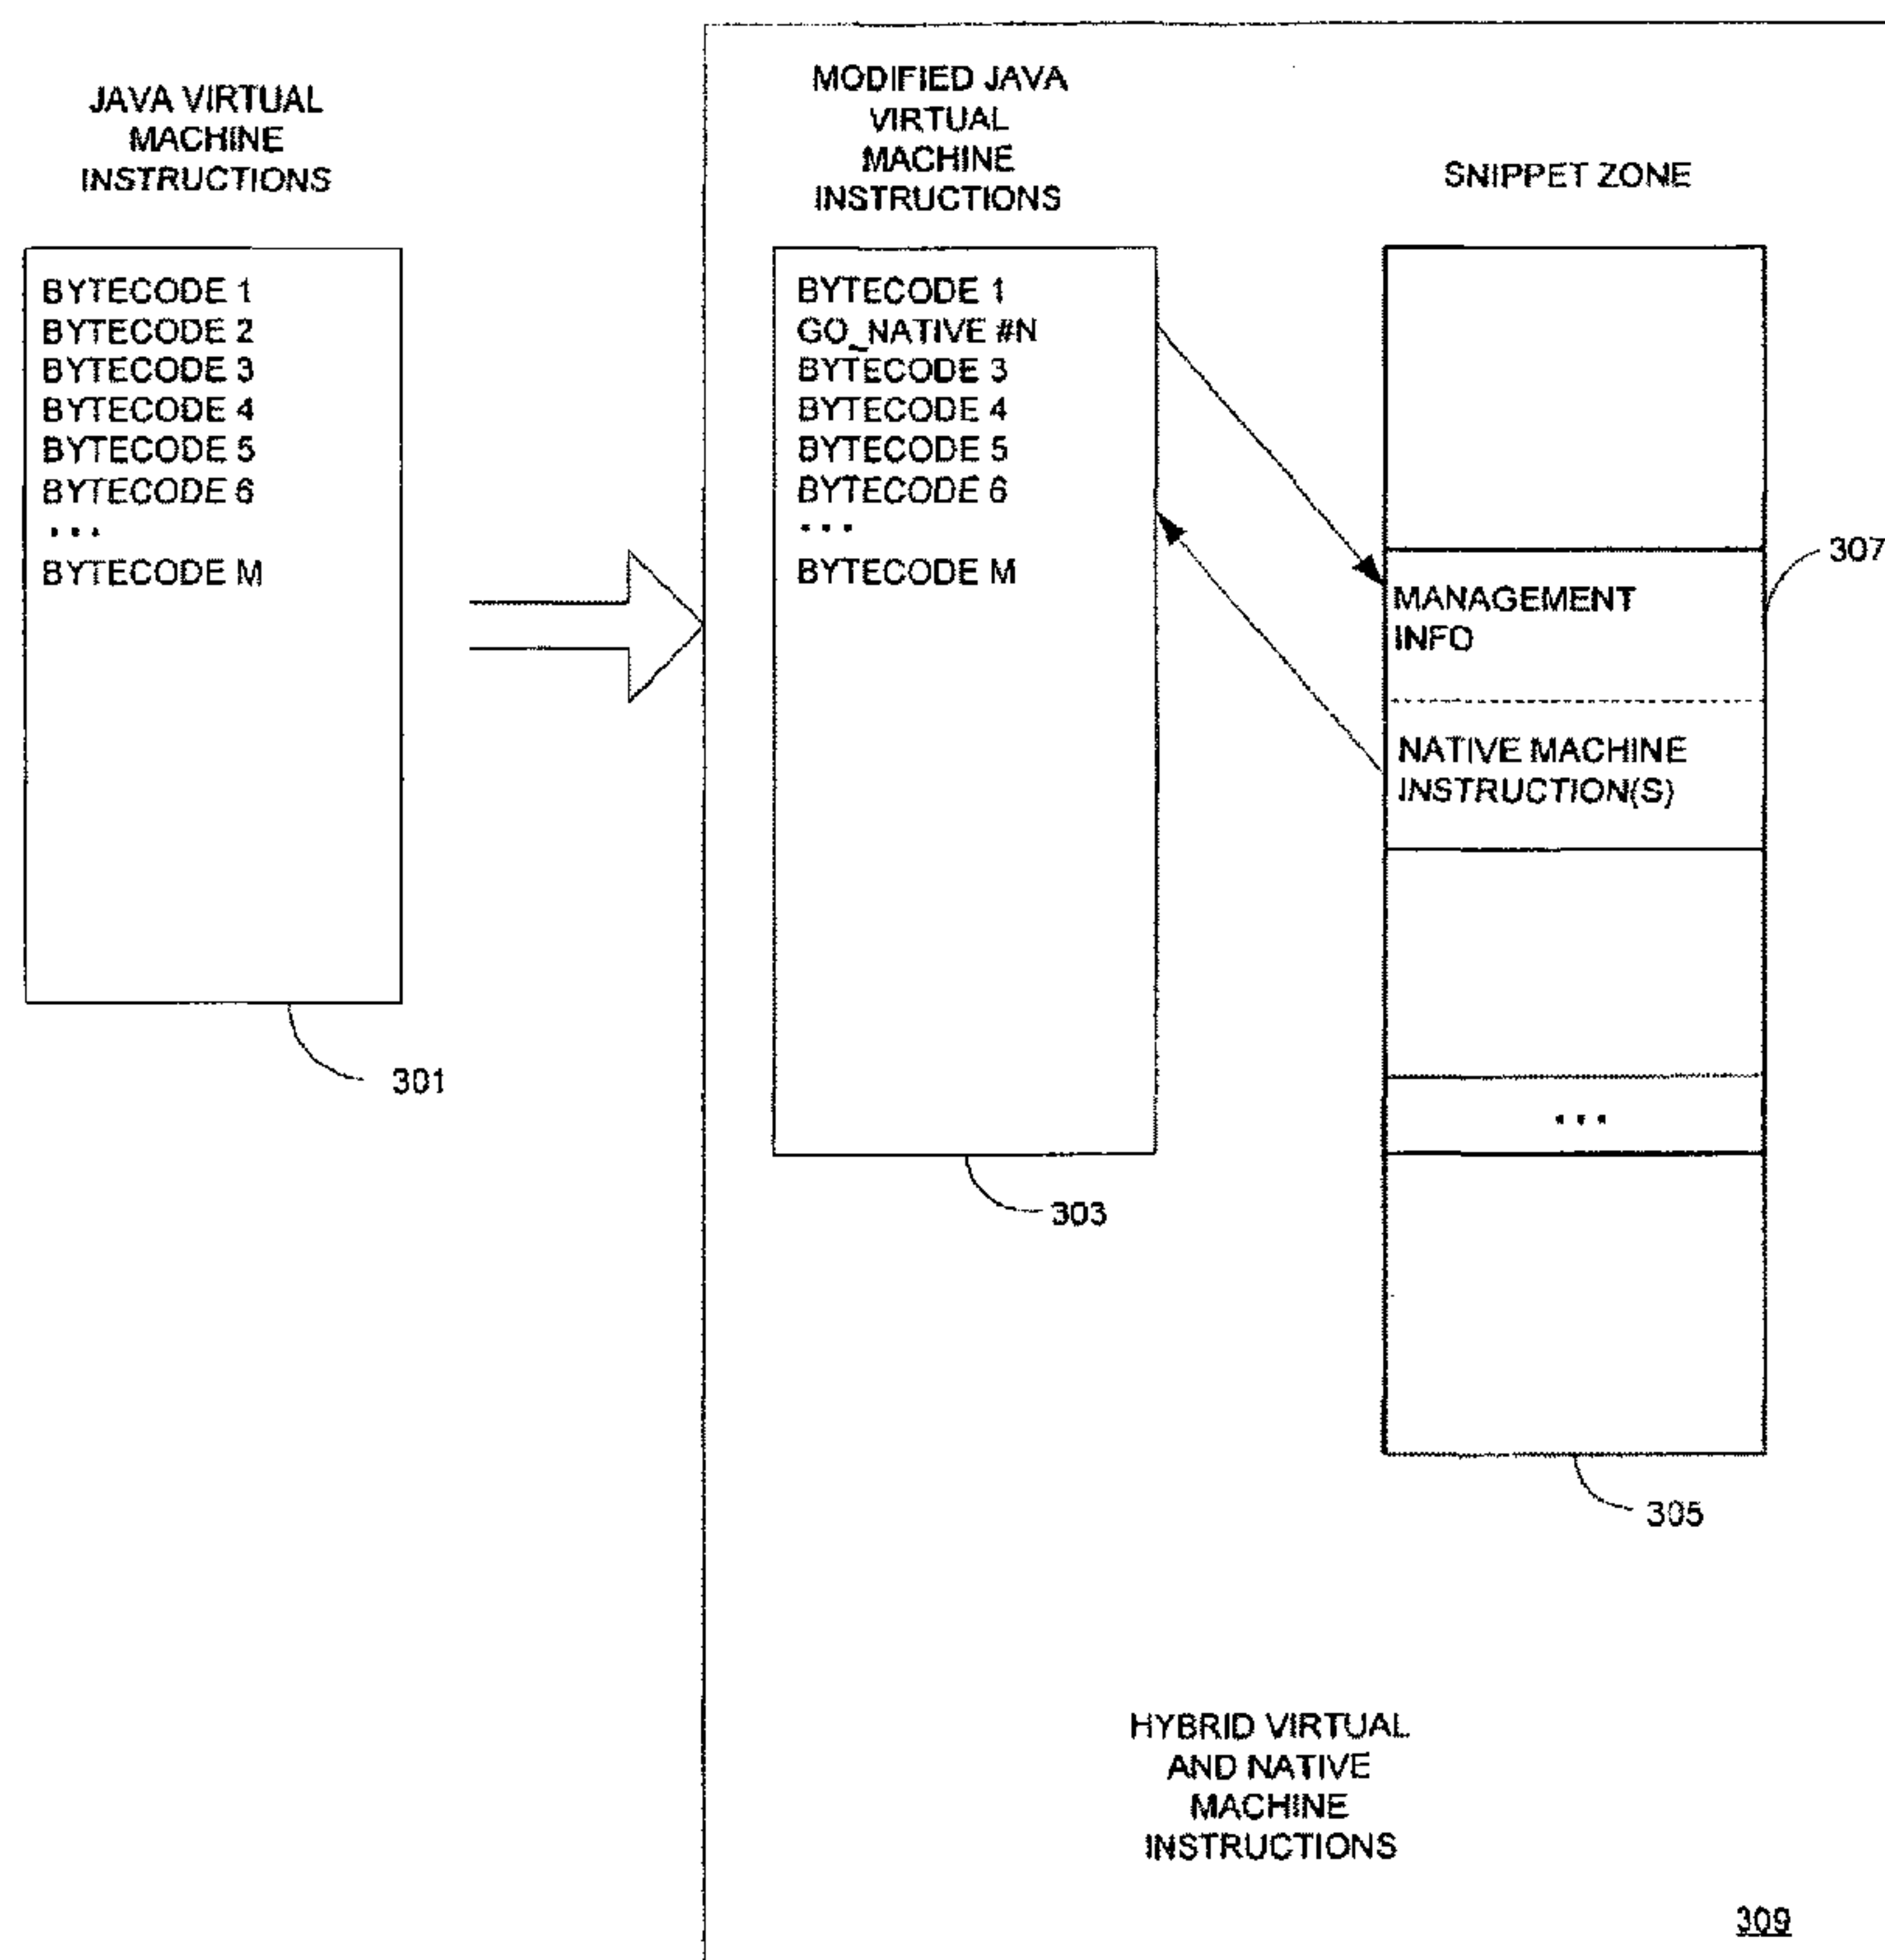 JAVA VIRTUAL
MACHINE
INSTRUCTIONS
BYTECODE 1
BYTECODE 2
BYTECODE 3
BYTECODE 4
BYTECODE 5
BYTECODE 6
...
BYTECODE M
301
MODIFIED JAVA
VIRTUAL
MACHINE
INSTRUCTIONS
BYTECODE 1
GO_NATIVE #N
BYTECODE 3
BYTECODE 4
BYTECODE 5
BYTECODE 6
...
BYTECODE M
303
SNIPPET ZONE
307
MANAGEMENT
INFO
NATIVE MACHINE
INSTRUCTION(S)
...
305
HYBRID VIRTUAL
AND NATIVE
MACHINE
INSTRUCTIONS
309